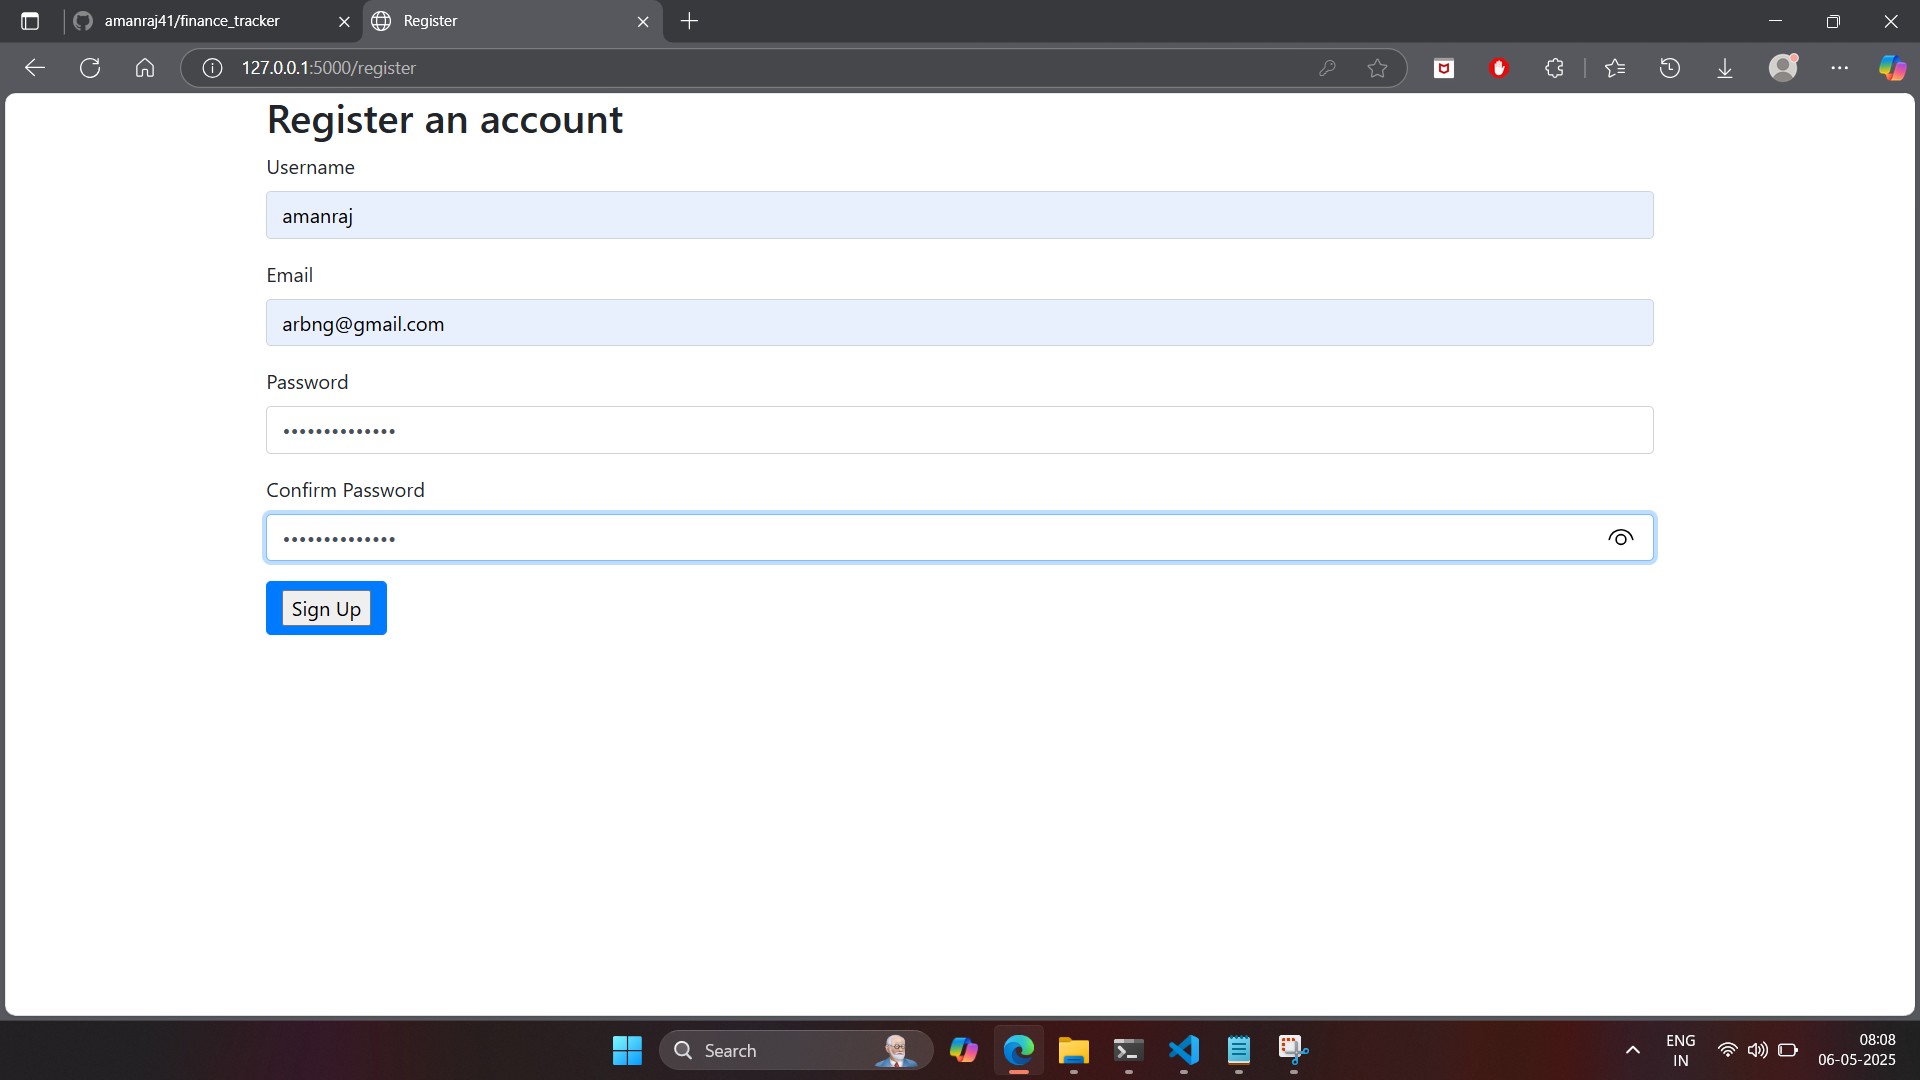 amanraj41/finance_tracker
Register
127.0.0.1:5000/register
Register an account
Username
amanraj
Email
arbng@gmail.com
Password
••••••••••••••
Confirm Password
••••••••••••••
Sign Up
Search
ENG
IN
08:08
06-05-2025